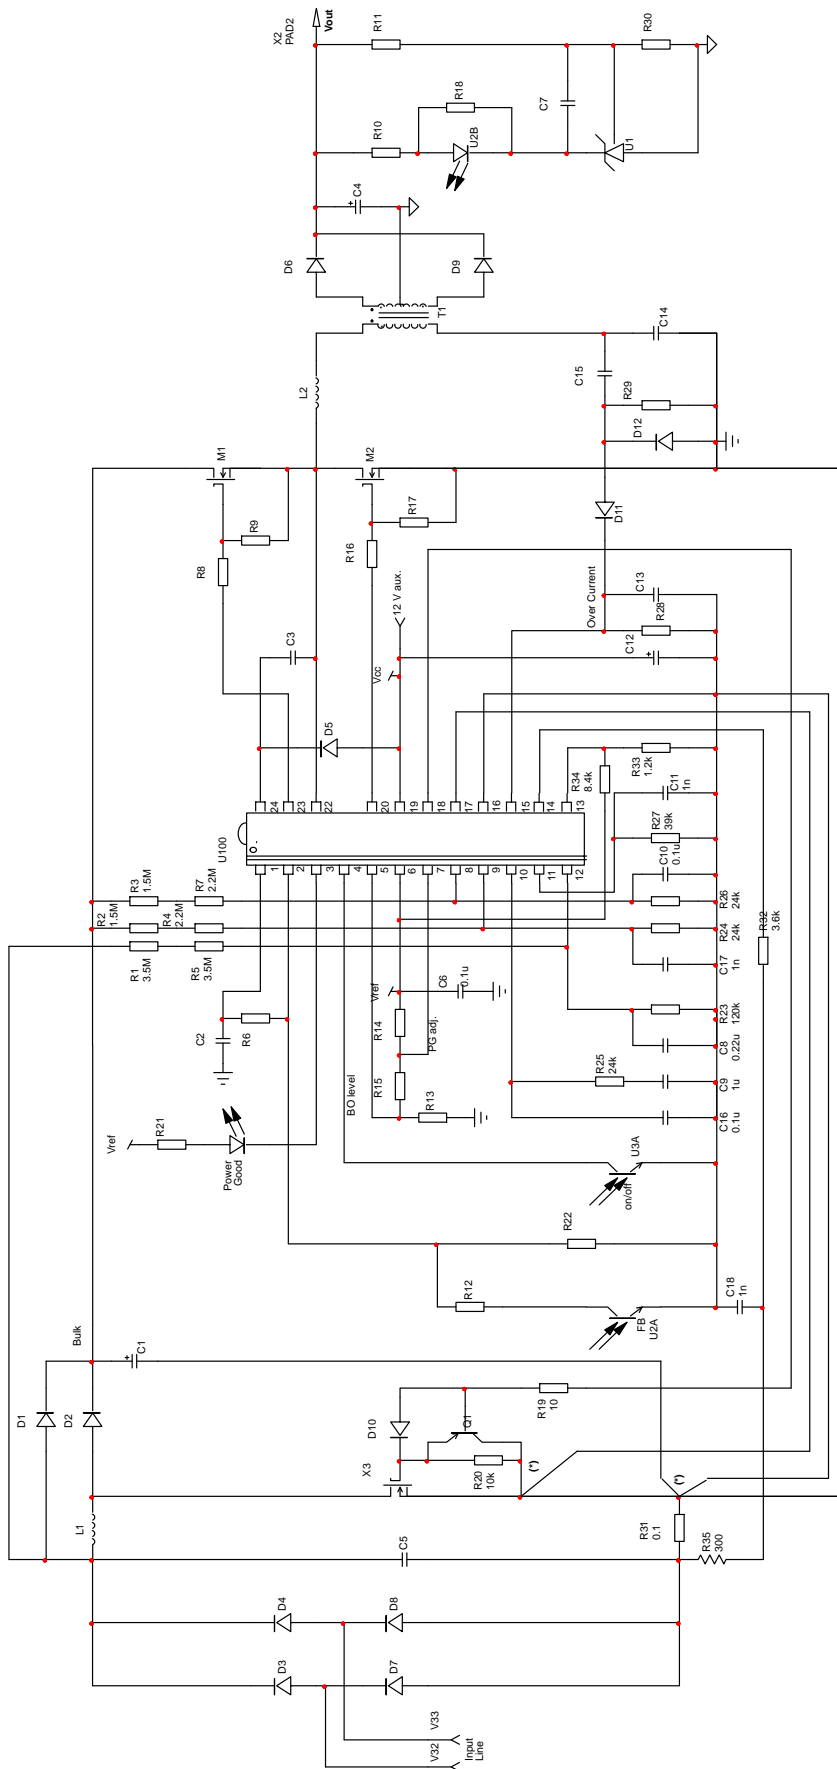 X2
PAD2
Vout
R11
R30
R18
C7
R10
U2B
U1
+
C4
D6
D9
T1
C14
L2
C15
R29
D12
M1
M2
R9
R17
D11
R8
R16
12 V aux.
Over Current
C13
R28
C3
C12
+
Vcc
D5
R34
8.4k
R33
1.2k
C11
1n
24
23
22
20
19
18
17
16
15
14
13
U100
R27
39k
C10
0.1u
1
2
3
4
5
6
7
8
9
10
11
12
R3
1.5M
R7
2.2M
R2
1.5M
R4
2.2M
R1
3.5M
R5
3.5M
R26
24k
R24
24k
R32
3.6k
C17
1n
Vref
C6
0.1u
C2
R6
R14
PG adj.
R23
120k
C8
0.22u
R25
24k
C9
1u
R15
BO level
R13
C16
0.1u
Vref
R21
Power
Good
U3A
on/off
R22
R12
C18
1n
FB
U2A
Bulk
+
C1
D1
D2
D10
Q1
R19
10
X3
R20
10k
(*)
(*)
L1
C5
R31
0.1
R35
300
D4
D8
D3
D7
V33
V32
Input
Line